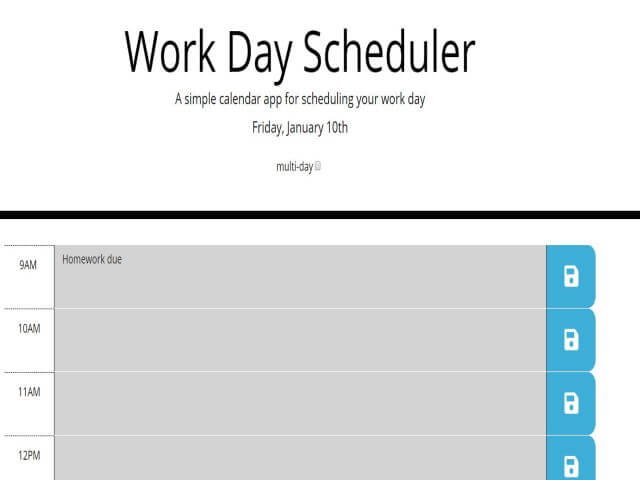 Work Day Scheduler
A simple calendar app for scheduling your work day
Friday, January 10th
multi-day
9AM Homework due
10AM
11AM
12PM